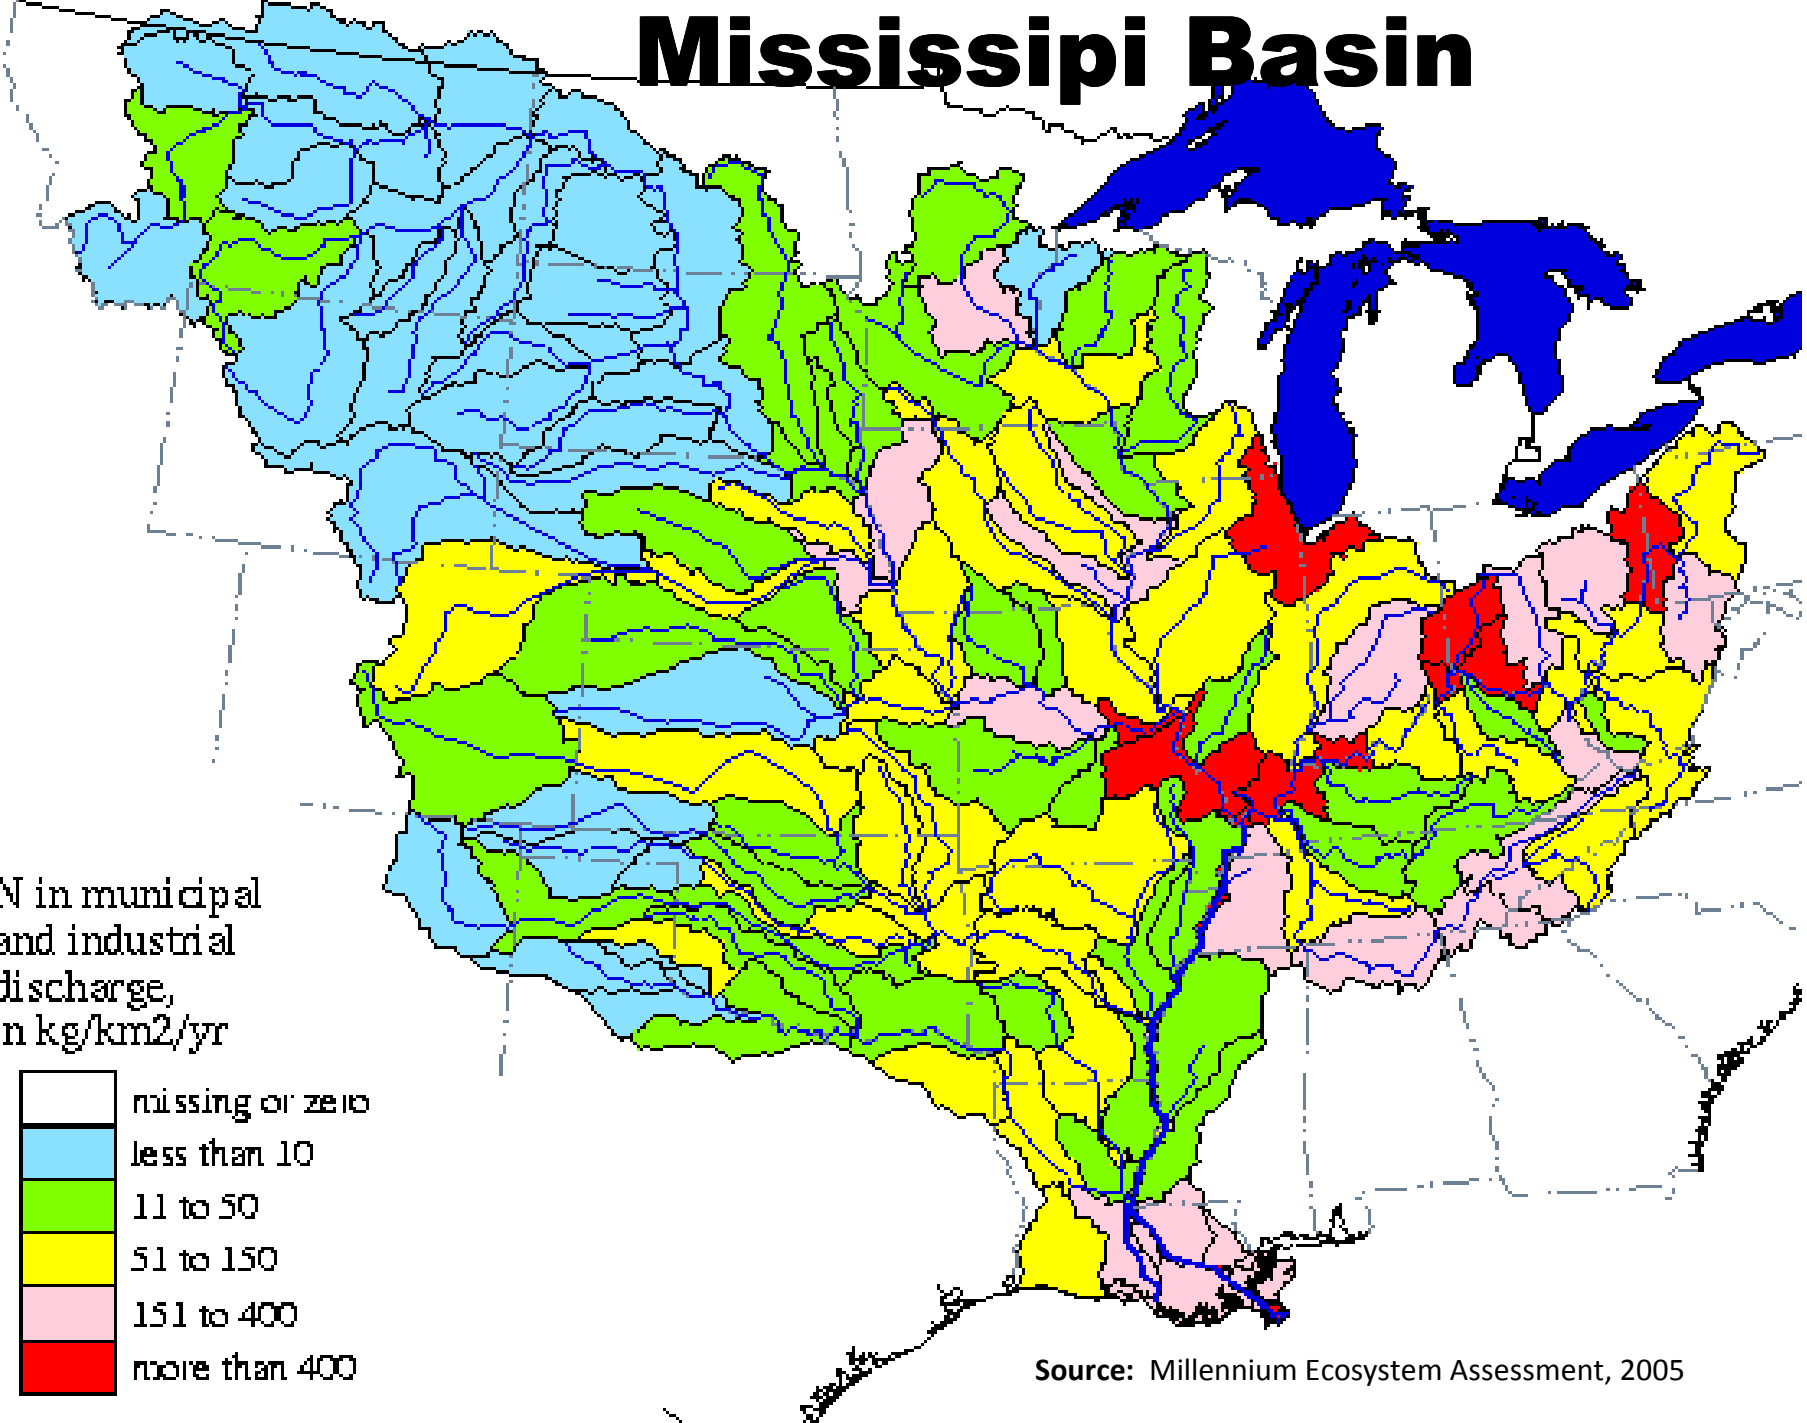 Mississipi Basin
N in municipal
and industrial
discharge,
n kg/km2/yr
missing or zero
less than 10
11 to 50
51 to 150
151 to 400
more than 400
Source: Millennium Ecosystem Assessment, 2005